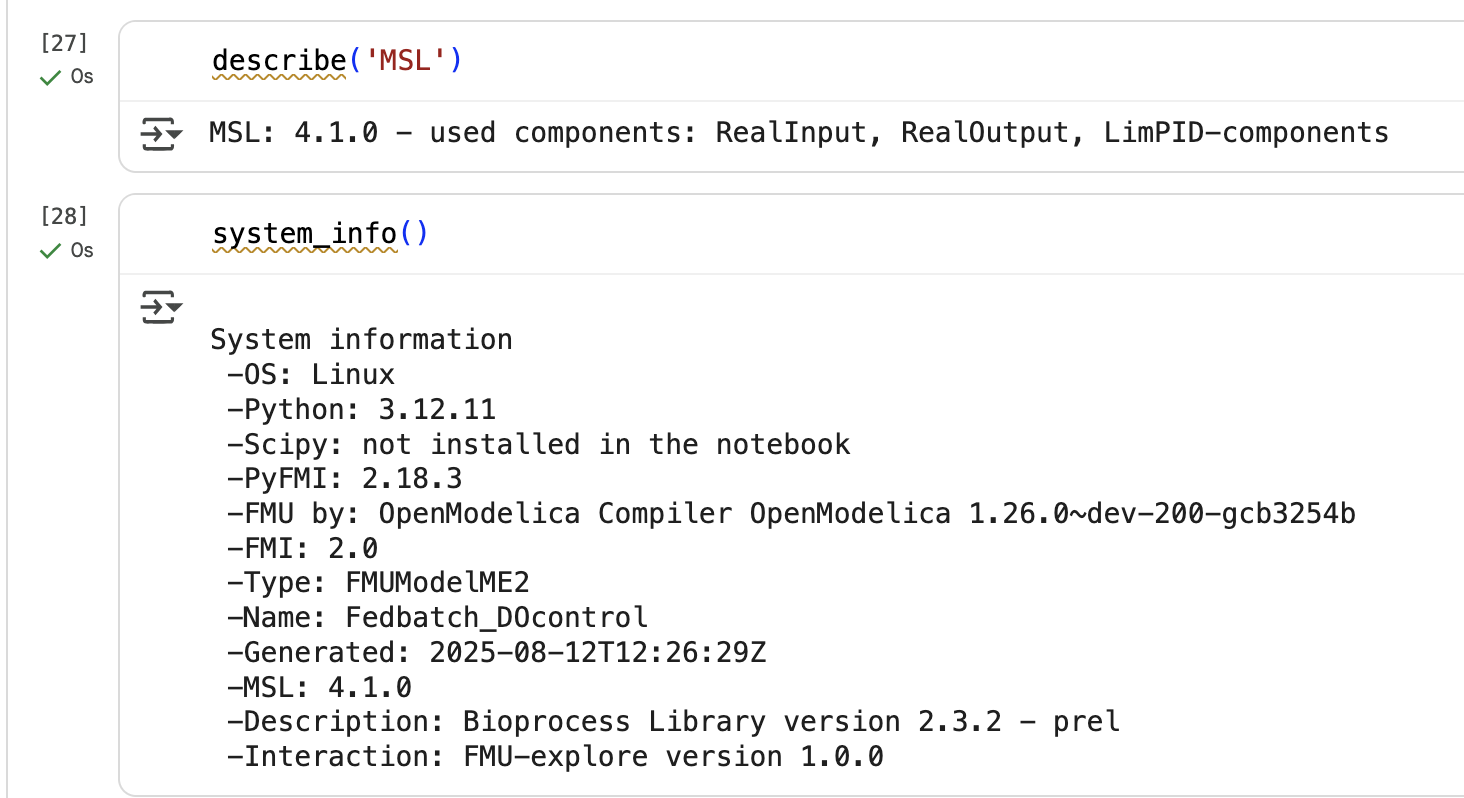 [27]
0s
describe('MSL')
MSL: 4.1.0 - used components: RealInput, RealOutput, LimPID-components
[28]
0s
system_info()
System information
-OS: Linux
-Python: 3.12.11
-Scipy: not installed in the notebook
-PyFMI: 2.18.3
-FMU by: OpenModelica Compiler OpenModelica 1.26.0~dev-200-gcb3254b
-FMI: 2.0
-Type: FMUModelME2
-Name: Fedbatch_DOcontrol
-Generated: 2025-08-12T12:26:29Z
-MSL: 4.1.0
-Description: Bioprocess Library version 2.3.2 - prel
-Interaction: FMU-explore version 1.0.0